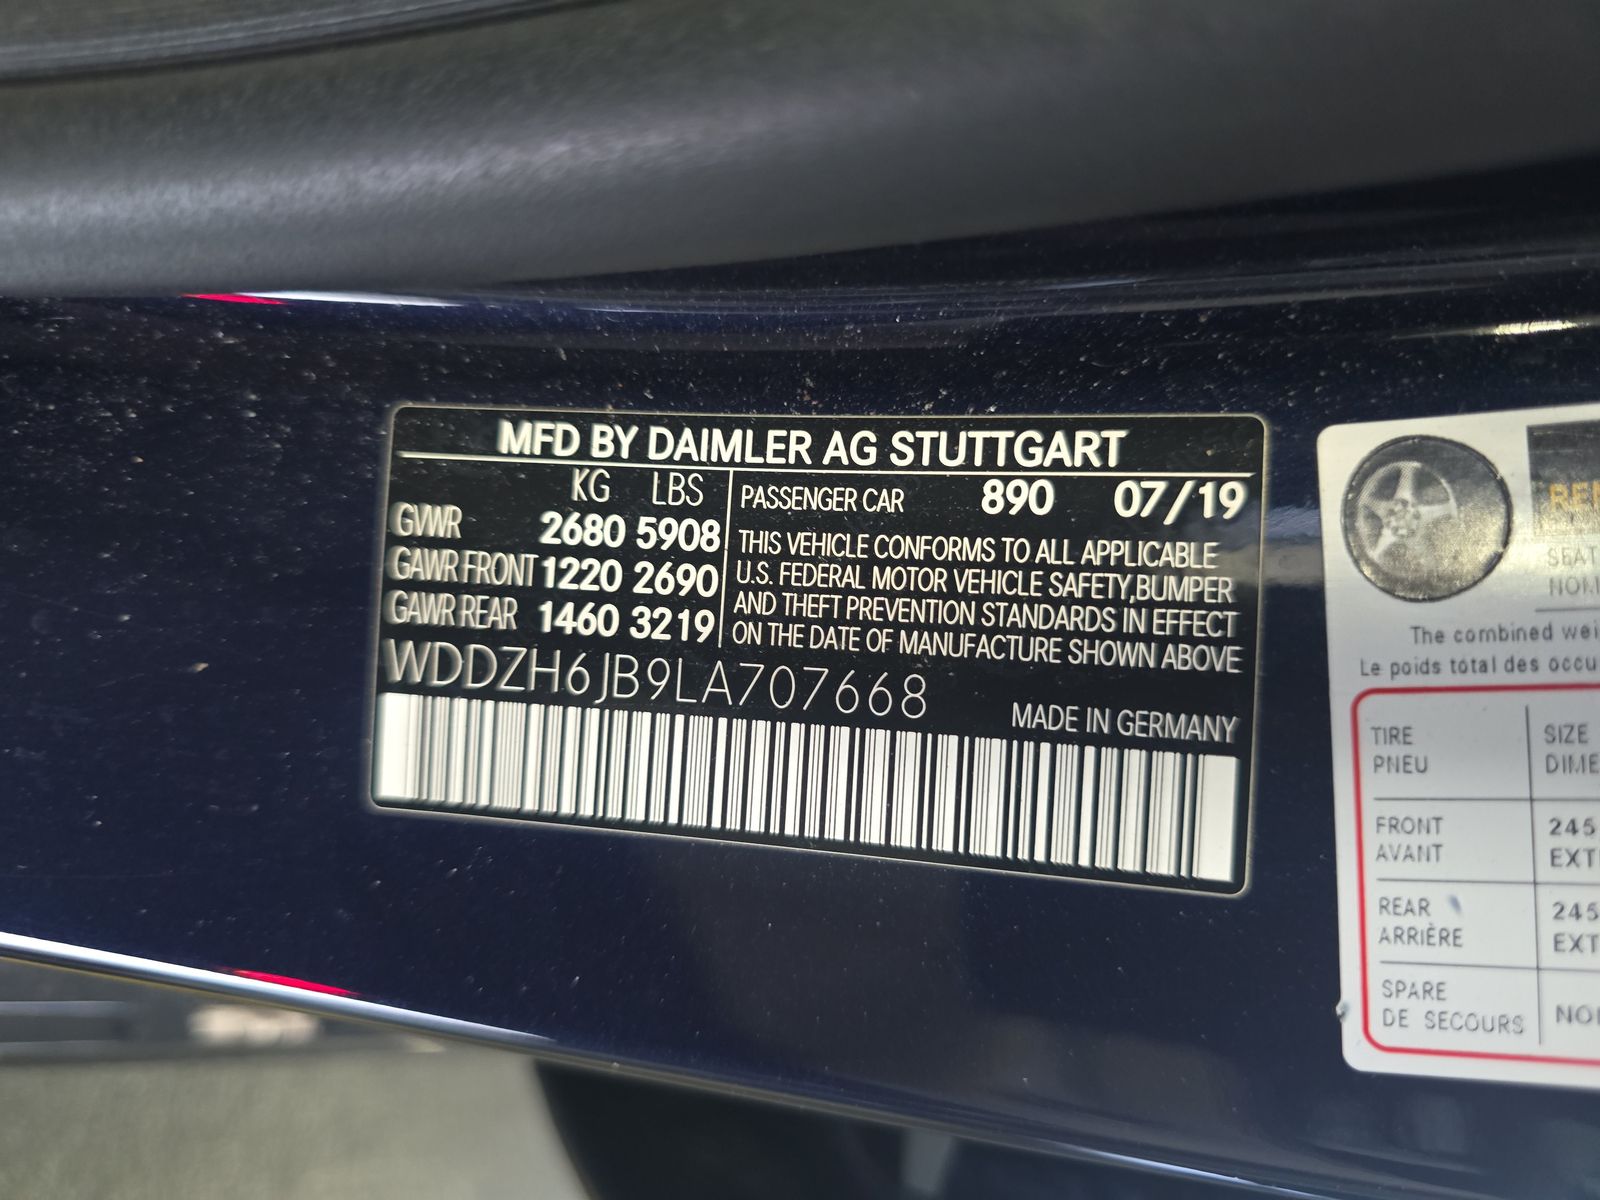 MFD BY DAIMLER AG STUTTGART
KG LBS
GVWR 2680 5908
GAWR FRONT 1220 2690
GAWR REAR 1460 3219
PASSENGER CAR 890 07/19
THIS VEHICLE CONFORMS TO ALL APPLICABLE
U.S. FEDERAL MOTOR VEHICLE SAFETY,BUMPER
AND THEFT PREVENTION STANDARDS IN EFFECT
ON THE DATE OF MANUFACTURE SHOWN ABOVE
WDDZH6JB9LA707668
MADE IN GERMANY
SEAT
The combined wei
Le poids total des occu
TIRE SIZE
PNEU DIME
FRONT 245
AVANT EXT
REAR 245
ARRIÈRE EXT
SPARE
DE SECOURS